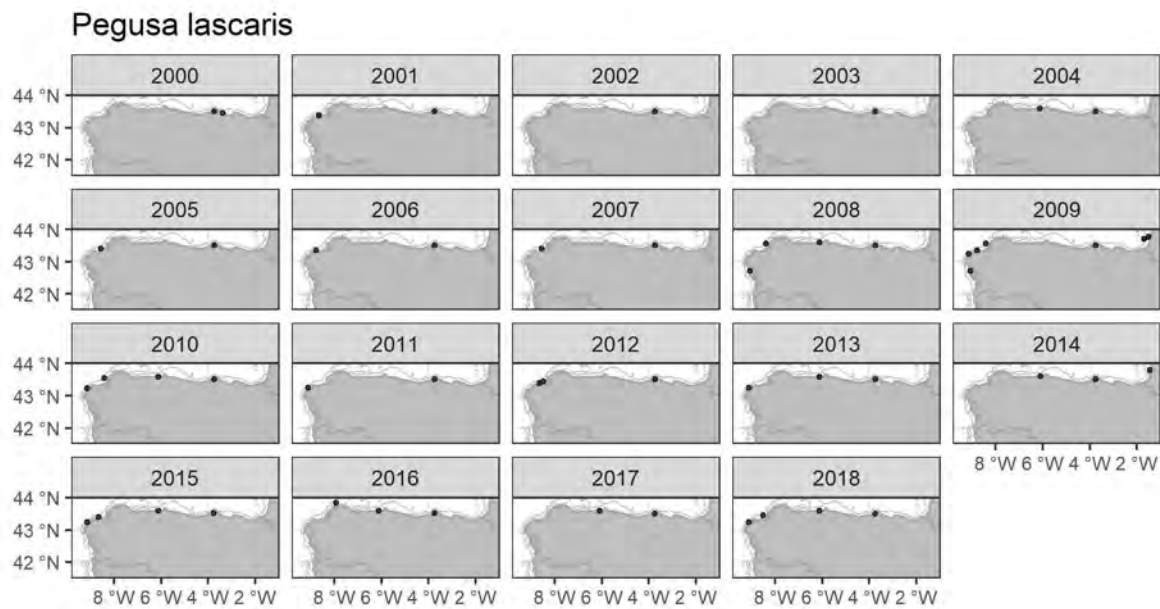 Pegusa lascaris
2000 2001 2002 2003 2004
44 °N
43 °N
42 °N
2005 2006 2007 2008 2009
44 °N
43 °N
42 °N
2010 2011 2012 2013 2014
44 °N
43 °N
42 °N
8 °W 6 °W 4 °W 2 °W
2015 2016 2017 2018
44 °N
43 °N
42 °N
8 °W 6 °W 4 °W 2 °W 8 °W 6 °W 4 °W 2 °W 8 °W 6 °W 4 °W 2 °W 8 °W 6 °W 4 °W 2 °W